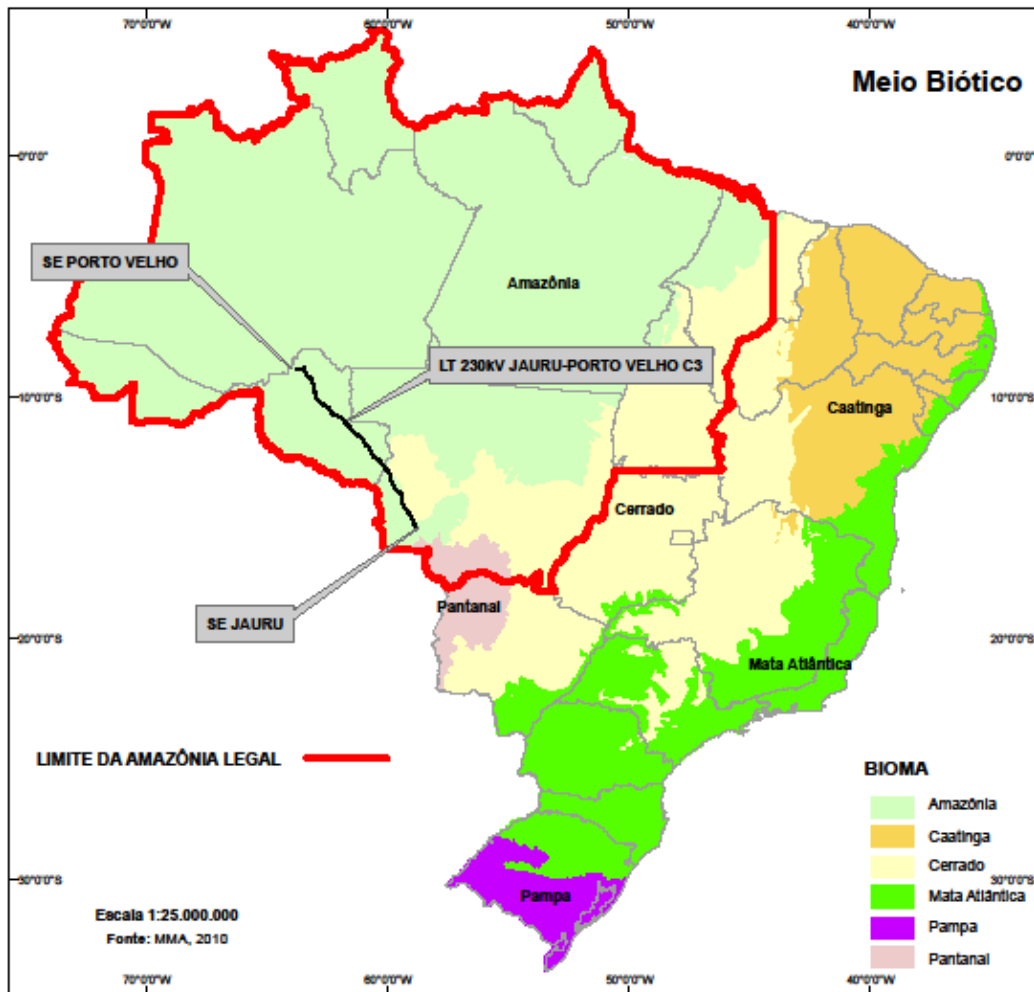 70°0'0"W 60°0'0"W 50°0'0"W 40°0'0"W
Meio Biótico
0°0'0" 0°0'0"
SE PORTO VELHO
Amazônia
LT 230kV JAURU-PORTO VELHO C3
10°0'0"S 10°0'0"S
Caatinga
Cerrado
Pantanal
SE JAURU
20°0'0"S 20°0'0"S
Mata Atlântica
LIMITE DA AMAZÔNIA LEGAL
BIOMA
Amazônia
Caatinga
Cerrado
Mata Atlântica
Pampa
Pantanal
30°0'0"S 30°0'0"S
Pampa
Escala 1:25.000.000
Fonte: MMA, 2010
70°0'0"W 60°0'0"W 50°0'0"W 40°0'0"W